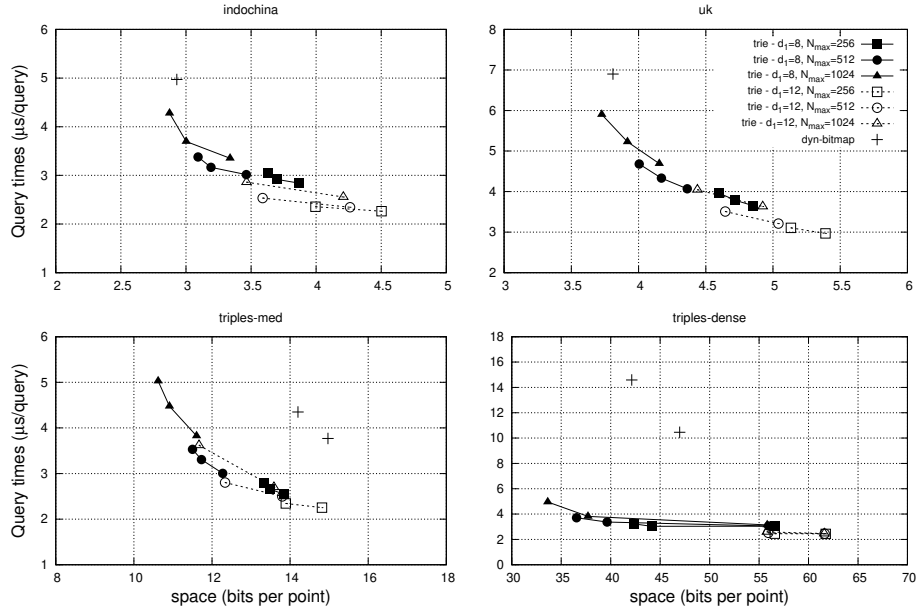 indochina
Query times (μs/query)
6
5
4
3
2
1
2 2.5 3 3.5 4 4.5 5
uk
8
7
6
5
4
3
2
3 3.5 4 4.5 5 5.5 6
trie - d₁=8, Nmax=256
trie - d₁=8, Nmax=512
trie - d₁=8, Nmax=1024
trie - d₁=12, Nmax=256
trie - d₁=12, Nmax=512
trie - d₁=12, Nmax=1024
dyn-bitmap
triples-med
Query times (μs/query)
6
5
4
3
2
1
8 10 12 14 16 18
space (bits per point)
triples-dense
18
16
14
12
10
8
6
4
2
0
30 35 40 45 50 55 60 65 70
space (bits per point)